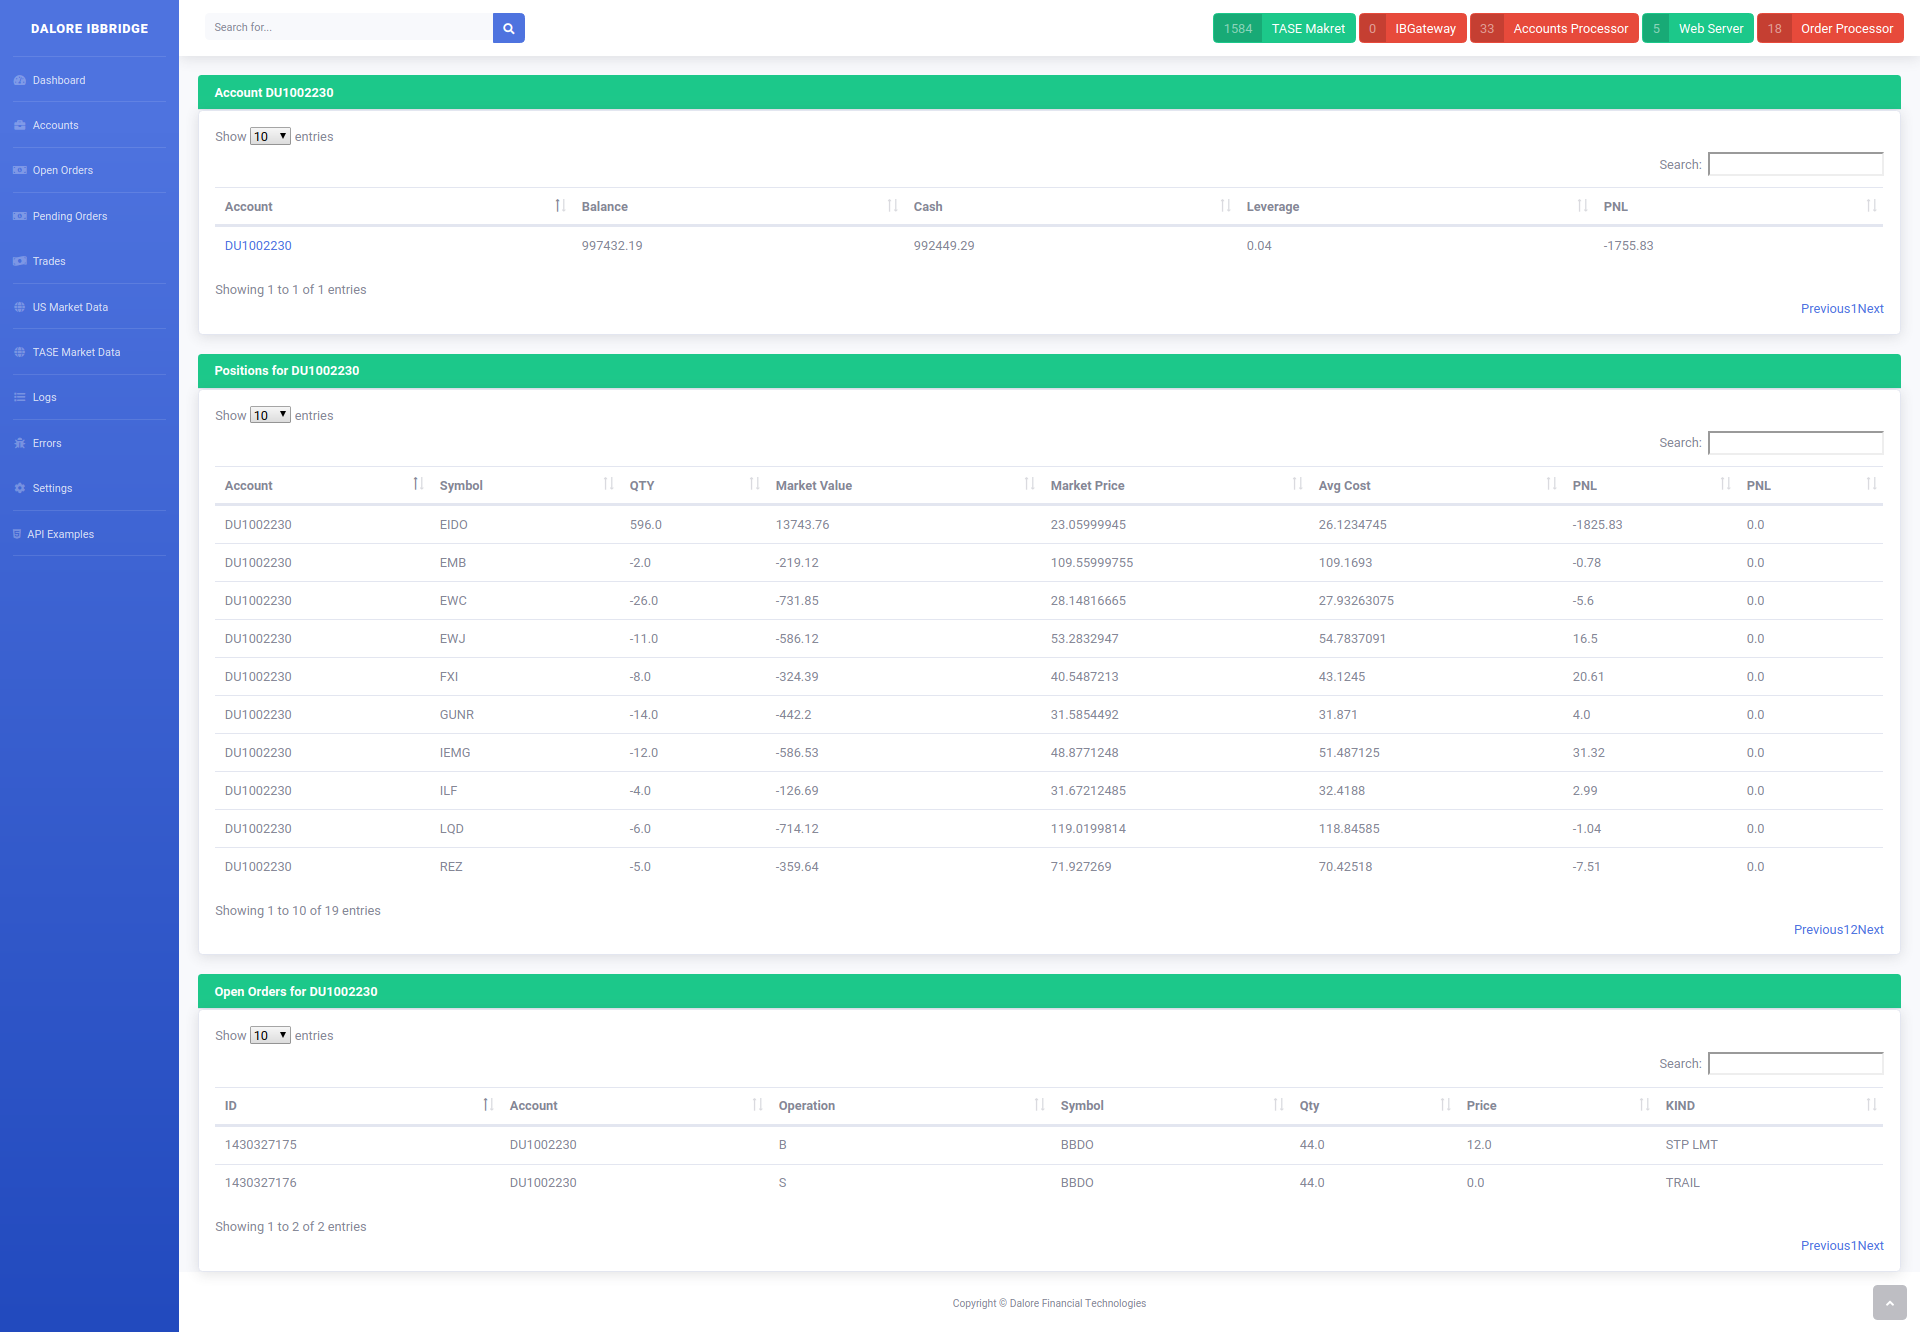 DALORE IBBRIDGE
Dashboard
Accounts
Open Orders
Pending Orders
Trades
US Market Data
TASE Market Data
Logs
Errors
Settings
API Examples
Search for...
1584 TASE Makret 0 IBGateway 33 Accounts Processor 5 Web Server 18 Order Processor
Account DU1002230
Show 10 entries
Search:
Account Balance Cash Leverage PNL
DU1002230 997432.19 992449.29 0.04 -1755.83
Showing 1 to 1 of 1 entries
Previous1Next
Positions for DU1002230
Show 10 entries
Search:
Account Symbol QTY Market Value Market Price Avg Cost PNL PNL
DU1002230 EIDO 596.0 13743.76 23.05999945 26.1234745 -1825.83 0.0
DU1002230 EMB -2.0 -219.12 109.55999755 109.1693 -0.78 0.0
DU1002230 EWC -26.0 -731.85 28.14816665 27.93263075 -5.6 0.0
DU1002230 EWJ -11.0 -586.12 53.2832947 54.7837091 16.5 0.0
DU1002230 FXI -8.0 -324.39 40.5487213 43.1245 20.61 0.0
DU1002230 GUNR -14.0 -442.2 31.5854492 31.871 4.0 0.0
DU1002230 IEMG -12.0 -586.53 48.8771248 51.487125 31.32 0.0
DU1002230 ILF -4.0 -126.69 31.67212485 32.4188 2.99 0.0
DU1002230 LQD -6.0 -714.12 119.0199814 118.84585 -1.04 0.0
DU1002230 REZ -5.0 -359.64 71.927269 70.42518 -7.51 0.0
Showing 1 to 10 of 19 entries
Previous12Next
Open Orders for DU1002230
Show 10 entries
Search:
ID Account Operation Symbol Qty Price KIND
1430327175 DU1002230 B BBDO 44.0 12.0 STP LMT
1430327176 DU1002230 S BBDO 44.0 0.0 TRAIL
Showing 1 to 2 of 2 entries
Previous1Next
Copyright © Dalore Financial Technologies